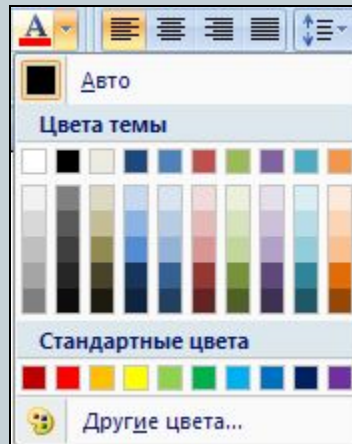 A
Авто
Цвета темы
Стандартные цвета
Другие цвета...